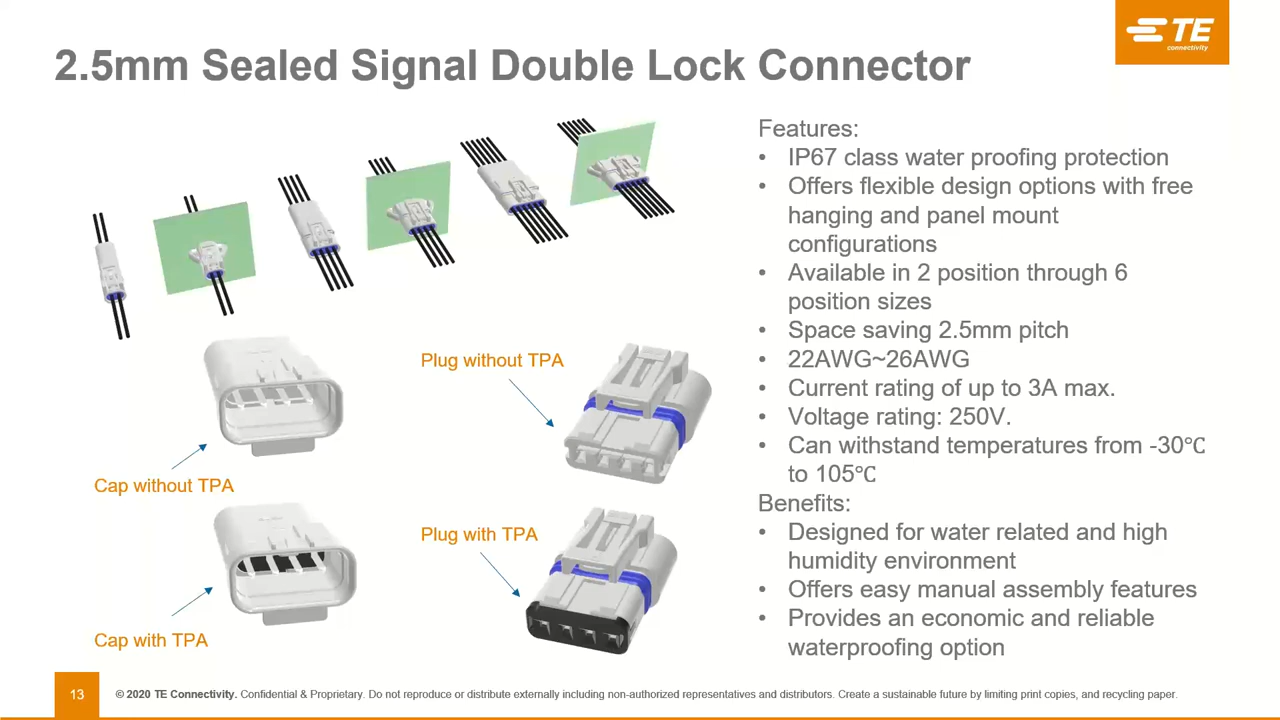 TE
connectivity
2.5mm Sealed Signal Double Lock Connector
Features:
• IP67 class water proofing protection
• Offers flexible design options with free
hanging and panel mount
configurations
• Available in 2 position through 6
position sizes
• Space saving 2.5mm pitch
• 22AWG~26AWG
• Current rating of up to 3A max.
• Voltage rating: 250V.
• Can withstand temperatures from -30℃
to 105℃
Benefits:
• Designed for water related and high
humidity environment
• Offers easy manual assembly features
• Provides an economic and reliable
waterproofing option
Plug without TPA
Cap without TPA
Plug with TPA
Cap with TPA
13
© 2020 TE Connectivity. Confidential & Proprietary. Do not reproduce or distribute externally including non-authorized representatives and distributors. Create a sustainable future by limiting print copies, and recycling paper.